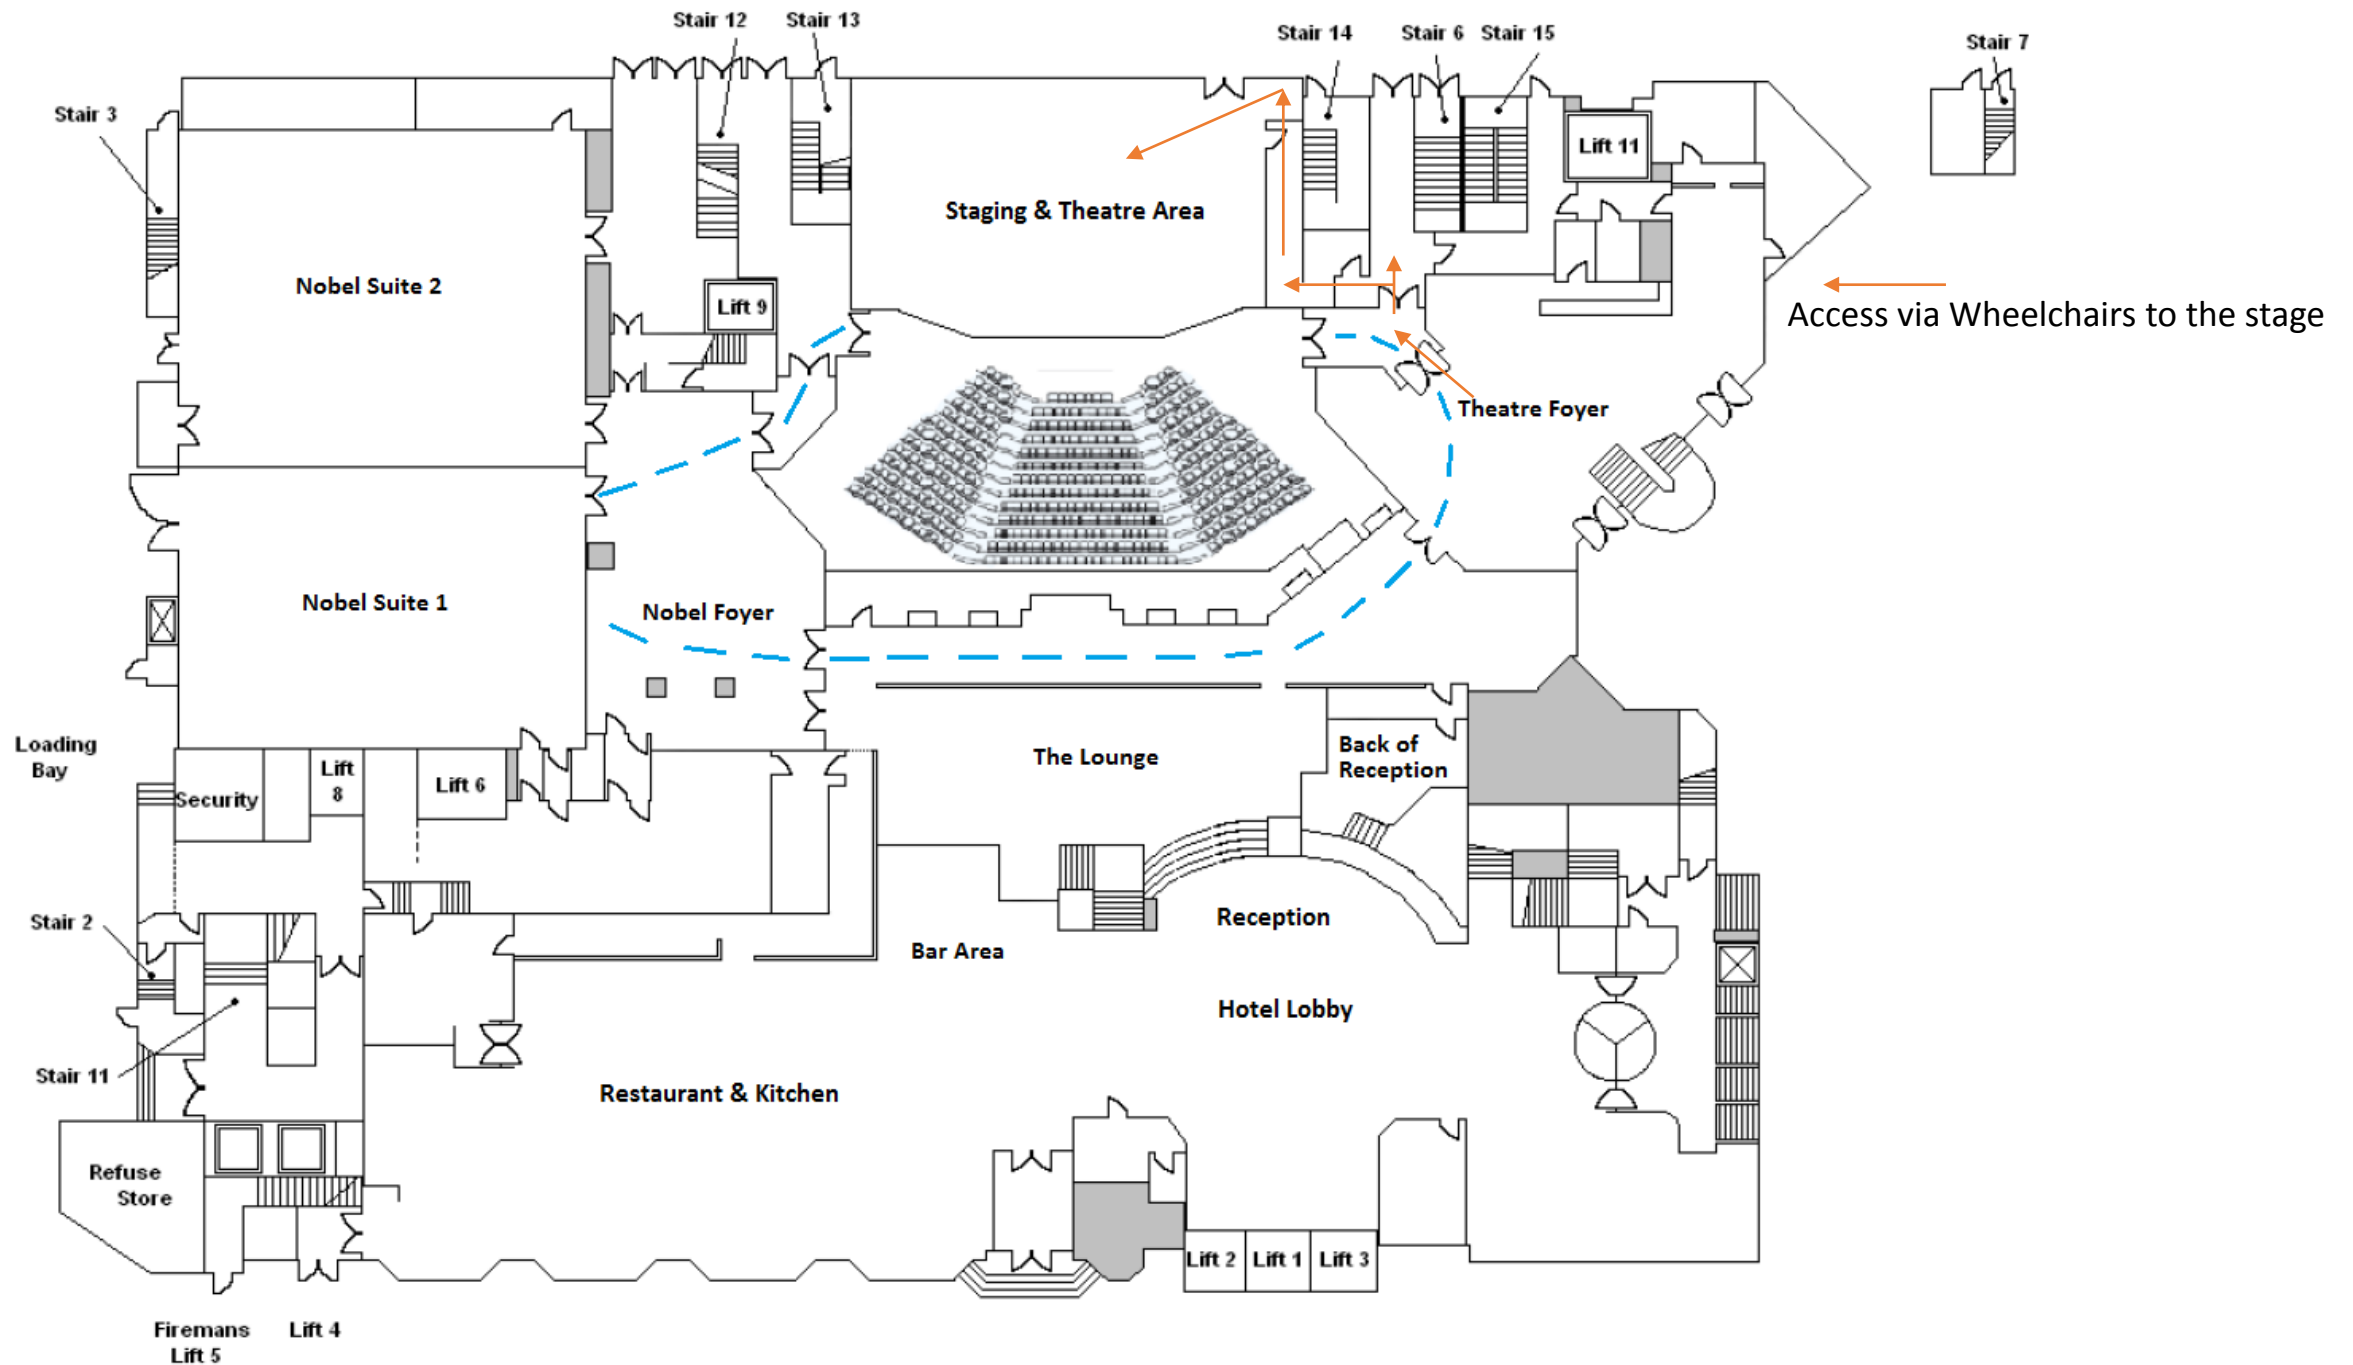 Stair 12
Stair 13
Stair 14
Stair 6
Stair 15
Stair 7
Stair 3
Lift 11
Staging & Theatre Area
Nobel Suite 2
Lift 9
Access via Wheelchairs to the stage
Theatre Foyer
Nobel Suite 1
Nobel Foyer
Loading
Bay
The Lounge
Back of
Reception
Lift
8
Lift 6
Security
Stair 2
Reception
Bar Area
Hotel Lobby
Stair 11
Restaurant & Kitchen
Refuse
Store
Lift 2
Lift 1
Lift 3
Firemans
Lift 5
Lift 4